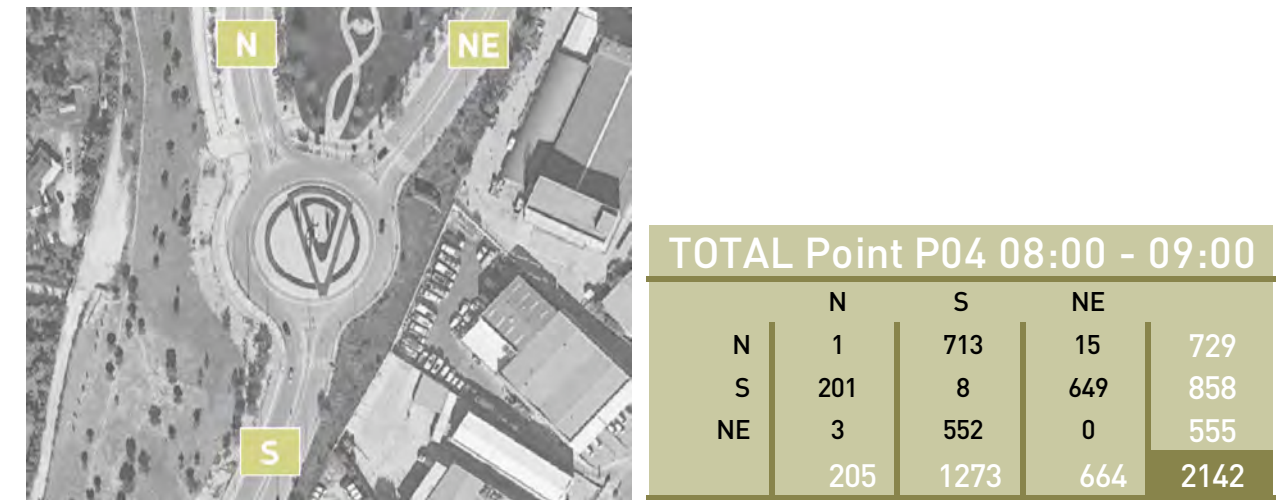 N NE
S
TOTAL Point P04 08:00 - 09:00
N S NE
N 1 713 15 729
S 201 8 649 858
NE 3 552 0 555
205 1273 664 2142